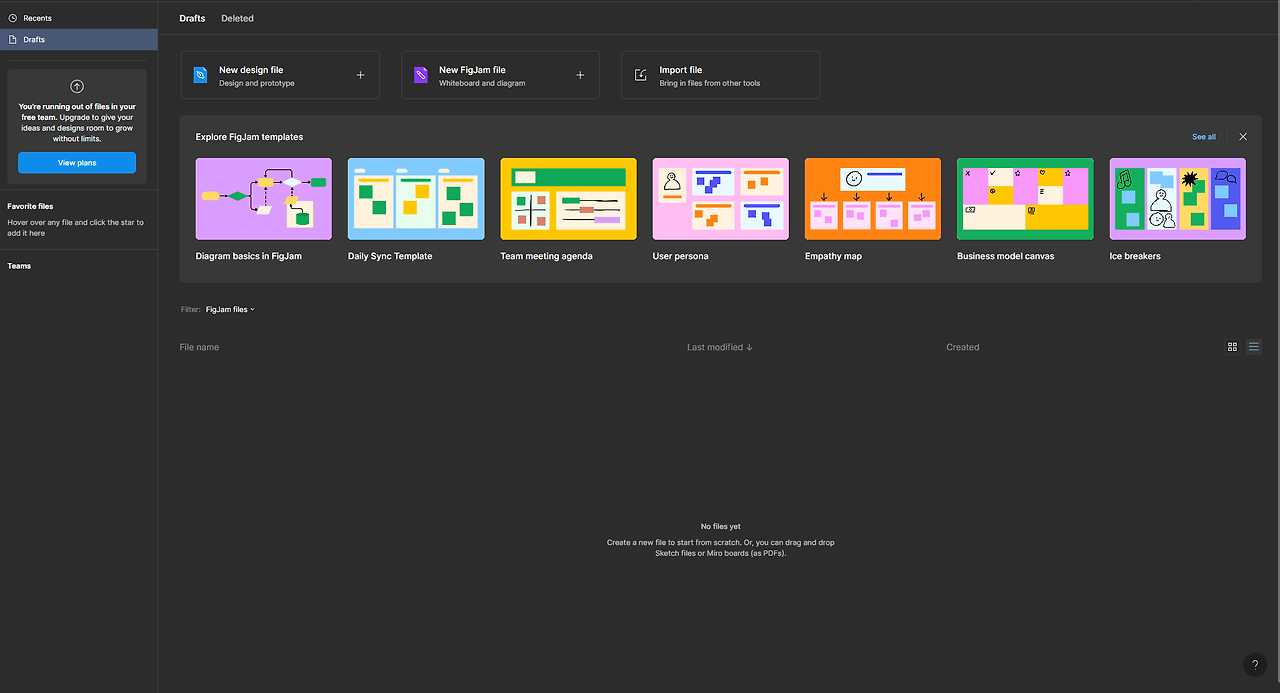 Recents
Drafts
You're running out of files in your
free team. Upgrade to give your
ideas and designs room to grow
without limits.
View plans
Favorite files
Hover over any file and click the star to
add it here
Teams
Drafts
Deleted
New design file
Design and prototype
New FigJam file
Whiteboard and diagram
Import file
Bring in files from other tools
Explore FigJam templates
See all
Diagram basics in FigJam
Daily Sync Template
Team meeting agenda
User persona
Empathy map
Business model canvas
Ice breakers
Filter: FigJam files
File name
Last modified ↓
Created
No files yet
Create a new file to start from scratch. Or, you can drag and drop
Sketch files or Miro boards (as PDFs).
?